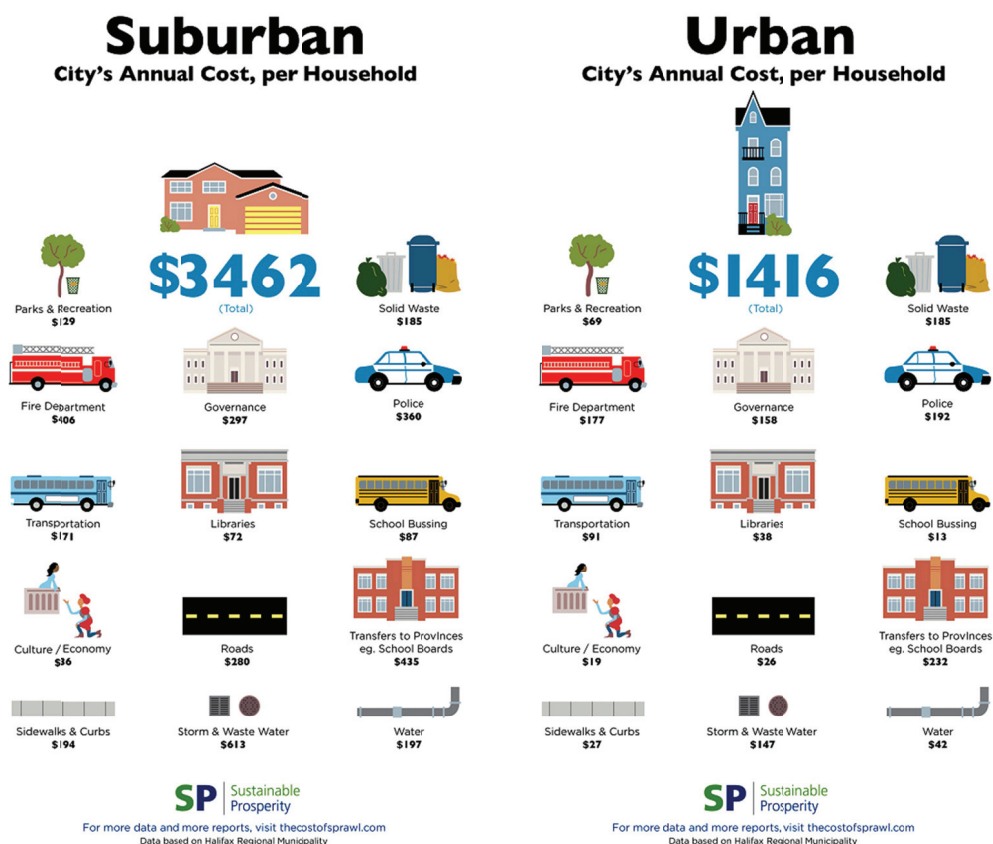 Suburban
City's Annual Cost, per Household
$3462
(Total)
Parks & Recreation
$129
Solid Waste
$185
Fire Department
$406
Governance
$297
Police
$360
Transportation
$171
Libraries
$72
School Bussing
$87
Culture / Economy
$36
Roads
$280
Transfers to Provinces
eg. School Boards
$435
Sidewalks & Curbs
$194
Storm & Waste Water
$613
Water
$197
SP Sustainable
Prosperity
For more data and more reports, visit thecostofsprawl.com
Data based on Halifax Regional Municipality
Urban
City's Annual Cost, per Household
$1416
(Total)
Parks & Recreation
$69
Solid Waste
$185
Fire Department
$177
Governance
$158
Police
$192
Transportation
$91
Libraries
$38
School Bussing
$13
Culture / Economy
$19
Roads
$26
Transfers to Provinces
eg. School Boards
$232
Sidewalks & Curbs
$27
Storm & Waste Water
$147
Water
$42
SP Sustainable
Prosperity
For more data and more reports, visit thecostofsprawl.com
Data based on Halifax Regional Municipality